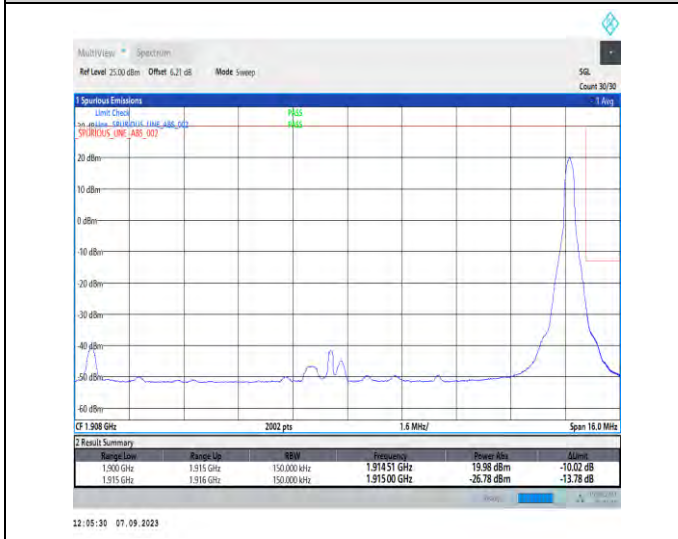 MultiView Spectrum
Ref Level 25.00 dBm Offset 6.21 dB Mode Sweep SGL
Count 30/30
1 Spurious Emissions 1 Avg
Limit Check PASS
Line SPURIOUS_LINE_ABS_002 PASS
SPURIOUS_LINE_ABS_002
20 dBm
10 dBm
0 dBm
-10 dBm
-20 dBm
-30 dBm
-40 dBm
-50 dBm
-60 dBm
CF 1.908 GHz 2002 pts 1.6 MHz/ Span 16.0 MHz
2 Result Summary
Range Low Range Up RBW Frequency Power Abs ΔLimit
1.900 GHz 1.915 GHz 150.000 kHz 1.91451 GHz 19.98 dBm -10.02 dB
1.915 GHz 1.916 GHz 150.000 kHz 1.91500 GHz -26.78 dBm -13.78 dB
12:05:30 07.09.2023